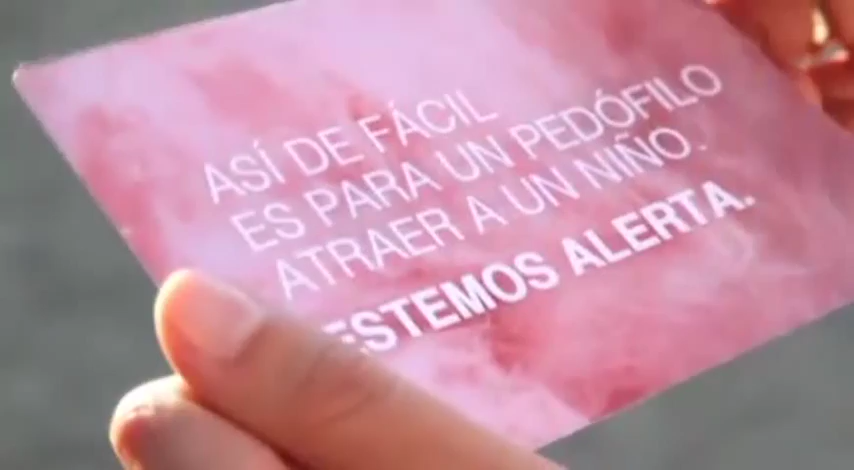 ASÍ DE FÁCIL
ES PARA UN PEDÓFILO
ATRAER A UN NIÑO.
ESTEMOS ALERTA.